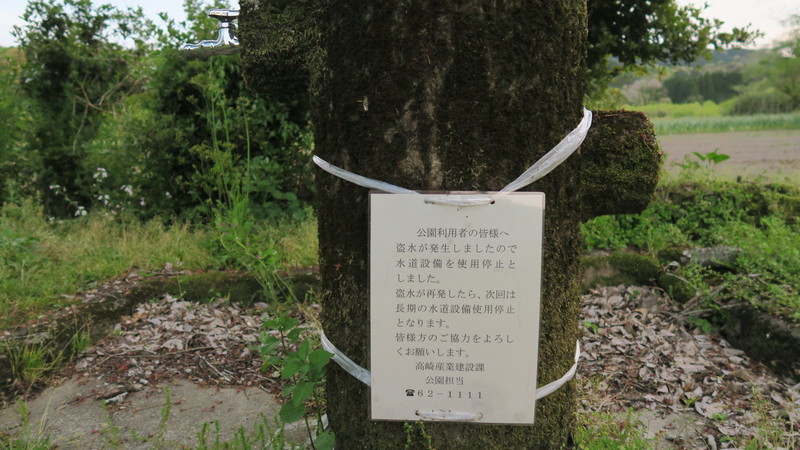 公園利用者の皆様へ
盗水が発生しましたので
水道設備を使用停止と
しました。
盗水が再発したら、次回は
長期の水道設備使用停止
となります。
皆様方のご協力をよろし
くお願いします。
高崎産業建設課
公園担当
☎62-1111